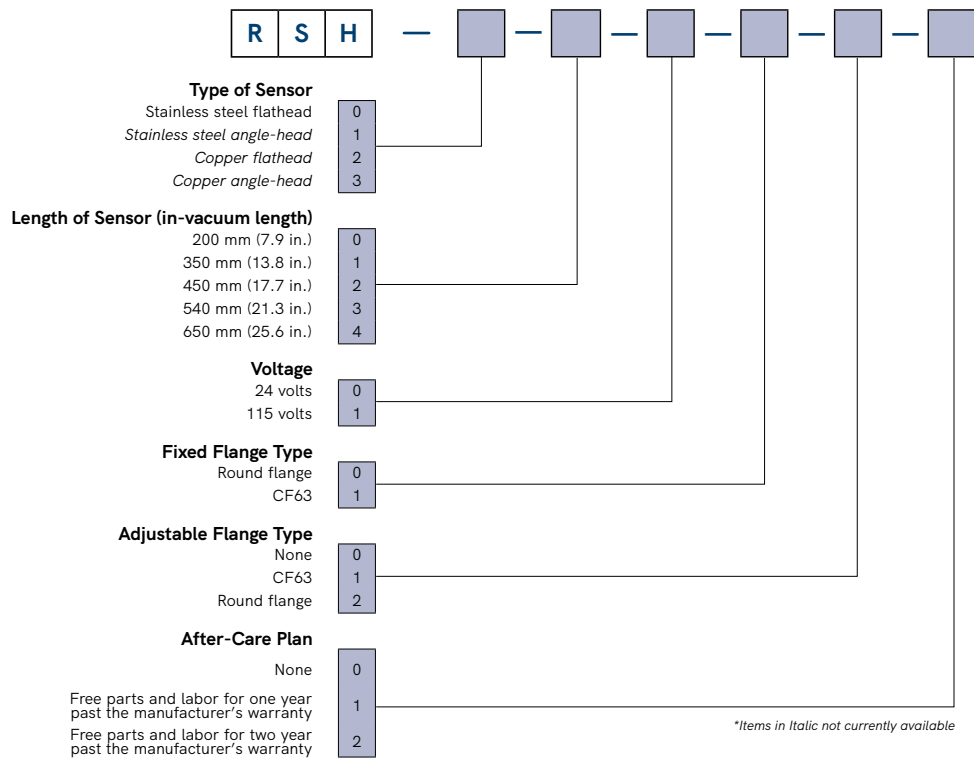 R S H — — — — — —
Type of Sensor
Stainless steel flathead 0
Stainless steel angle-head 1
Copper flathead 2
Copper angle-head 3
Length of Sensor (in-vacuum length)
200 mm (7.9 in.) 0
350 mm (13.8 in.) 1
450 mm (17.7 in.) 2
540 mm (21.3 in.) 3
650 mm (25.6 in.) 4
Voltage
24 volts 0
115 volts 1
Fixed Flange Type
Round flange 0
CF63 1
Adjustable Flange Type
None 0
CF63 1
Round flange 2
After-Care Plan
None 0
Free parts and labor for one year
past the manufacturer's warranty 1
Free parts and labor for two year
past the manufacturer's warranty 2
*Items in Italic not currently available